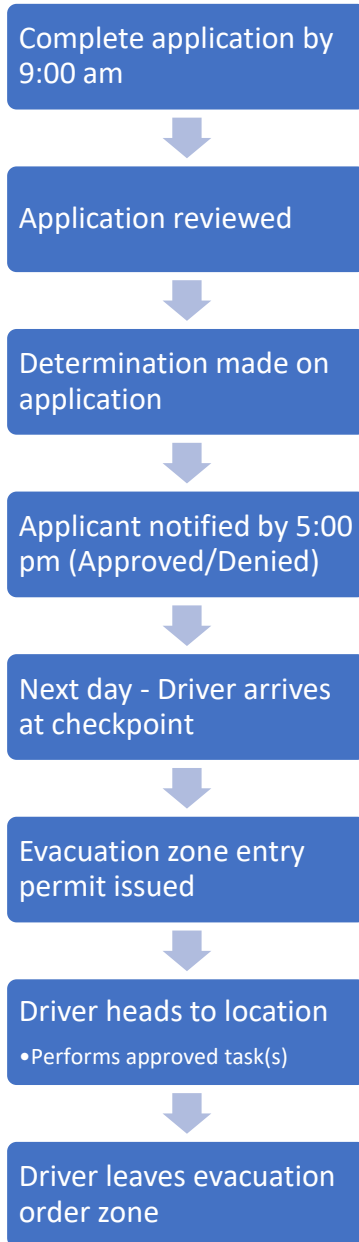 Complete application by
9:00 am
Application reviewed
Determination made on
application
Applicant notified by 5:00
pm (Approved/Denied)
Next day - Driver arrives
at checkpoint
Evacuation zone entry
permit issued
Driver heads to location
•Performs approved task(s)
Driver leaves evacuation
order zone